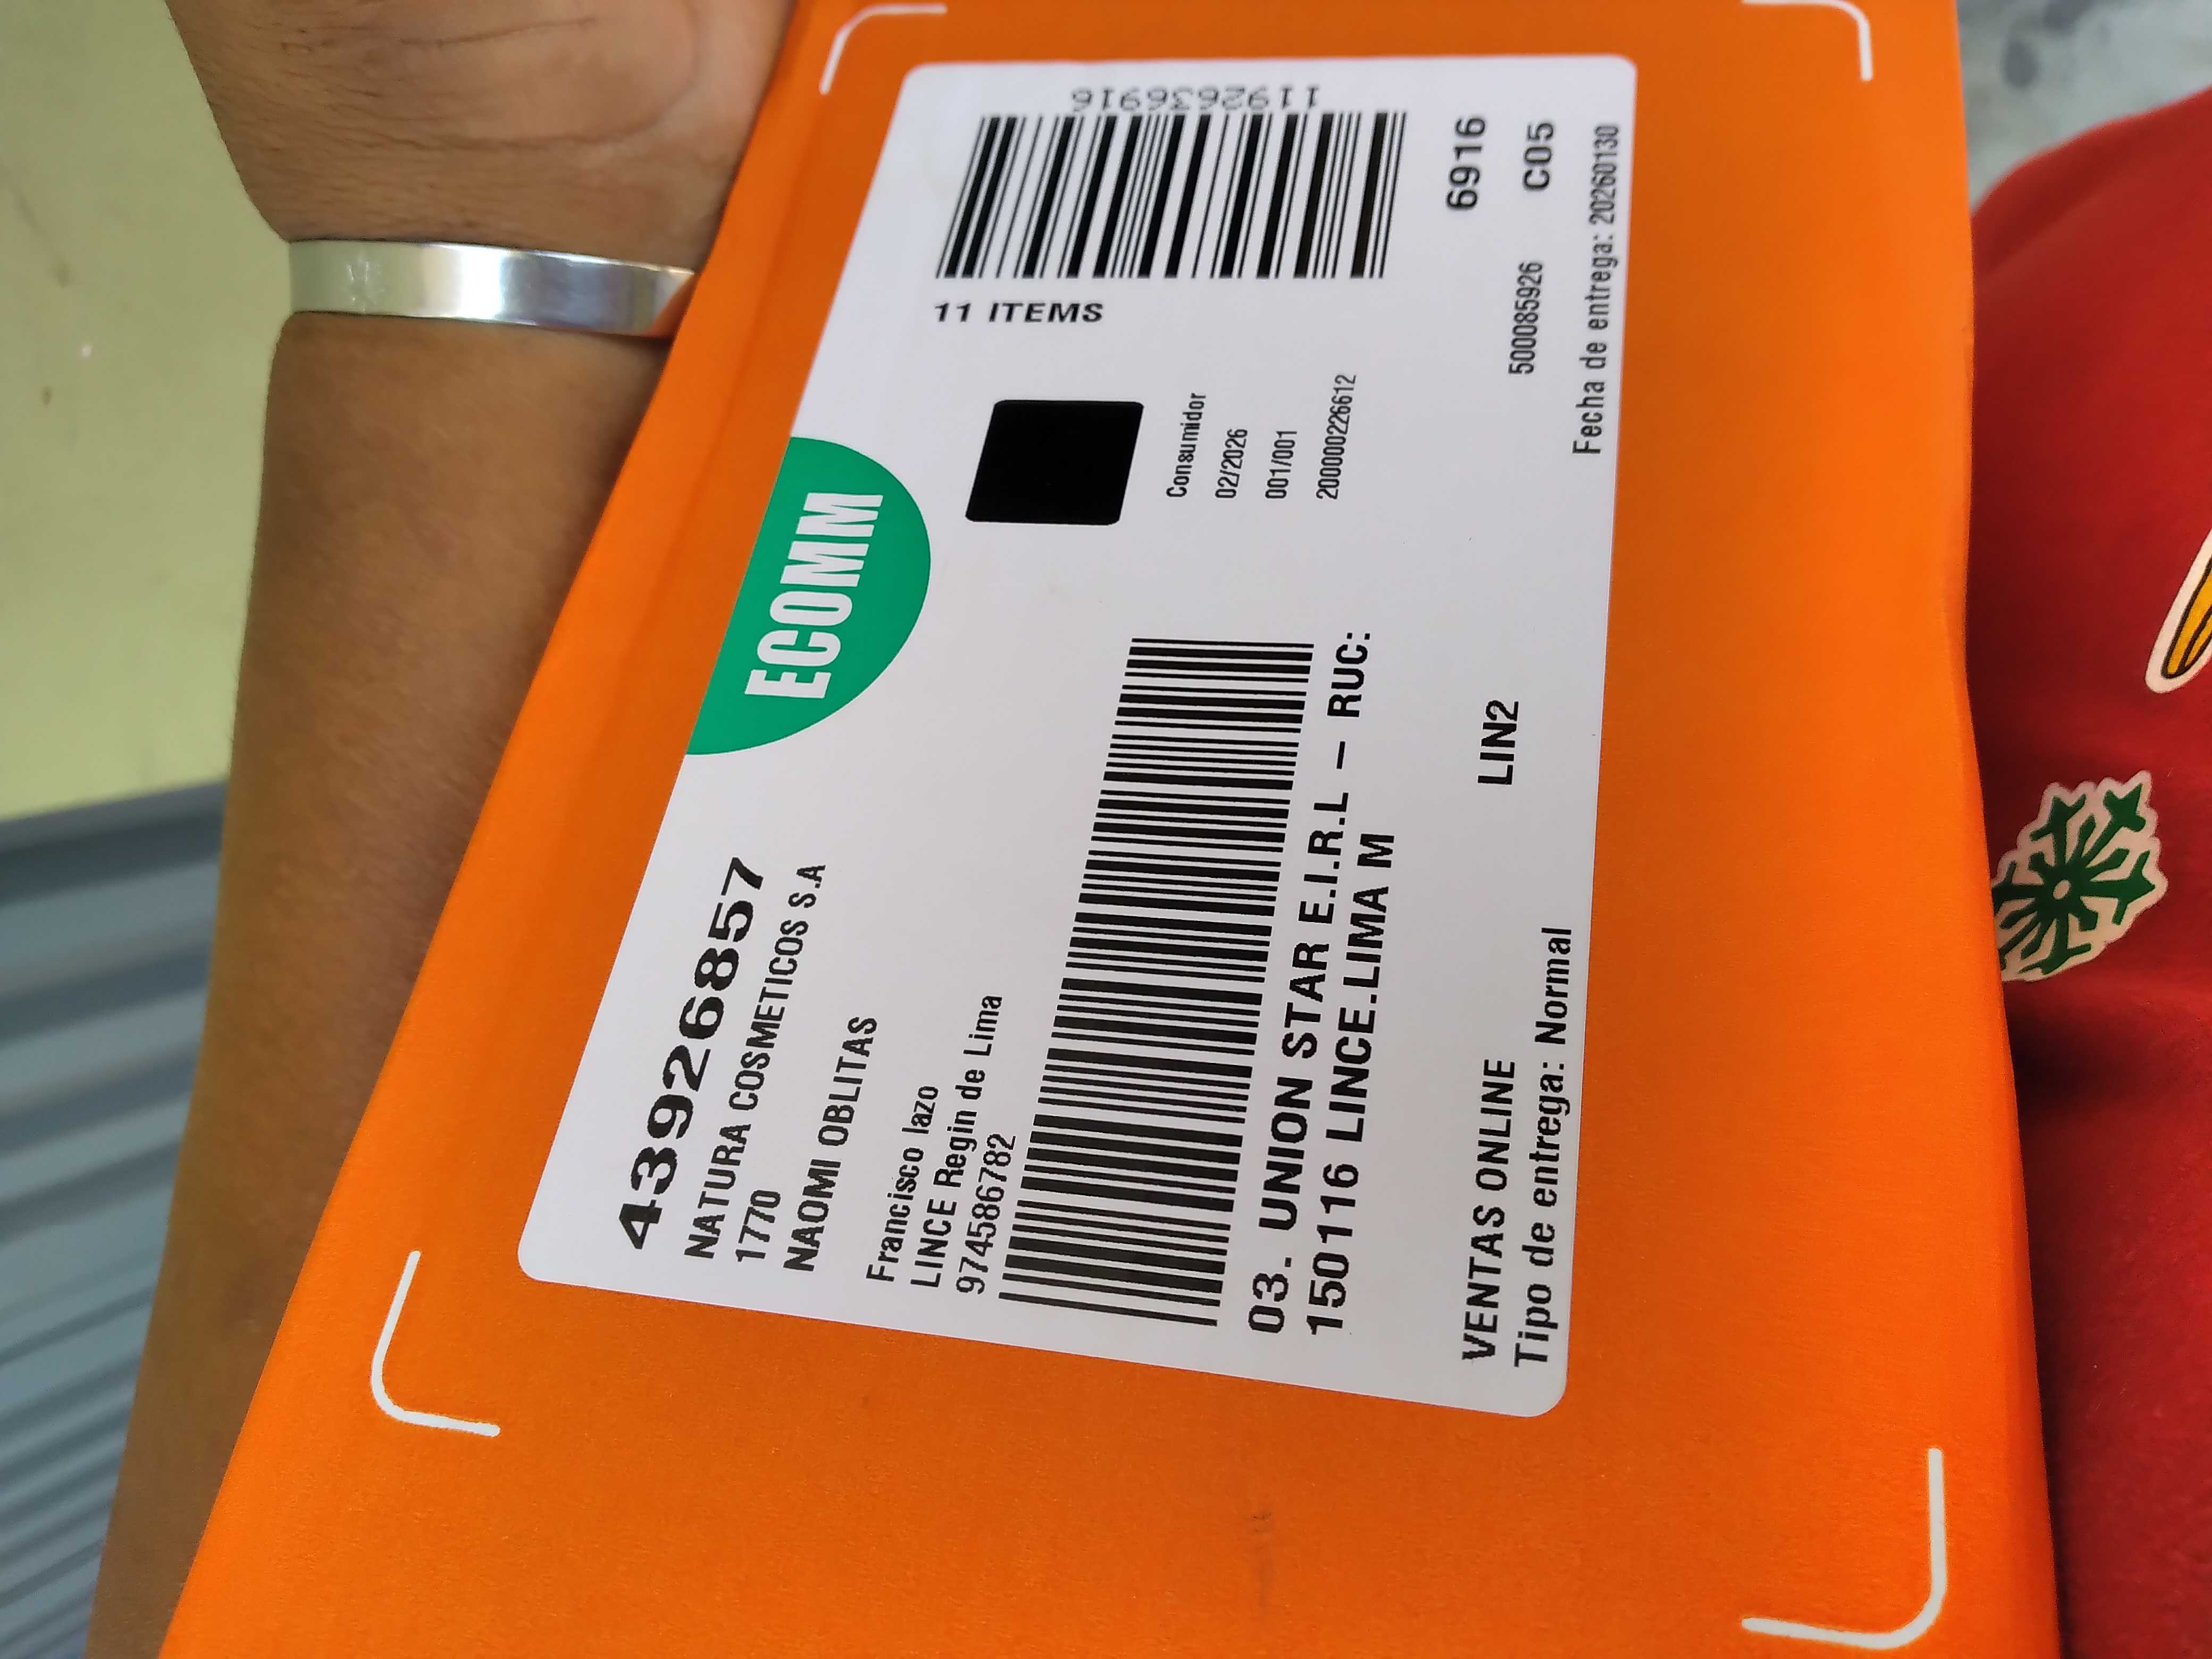 43926857
NATURA COSMETICOS S.A
1770
NAOMI OBLITAS
Francisco lazo
LINCE Regin de Lima
974586782
ECOMM
11 ITEMS
1192636916
Consumidor
02/2026
001/001
2000000226612
03. UNION STAR E.I.R.L – RUC:
150116 LINCE.LIMA M
6916
VENTAS ONLINE
LIN2
500085926
C05
Tipo de entrega: Normal
Fecha de entrega: 20260130